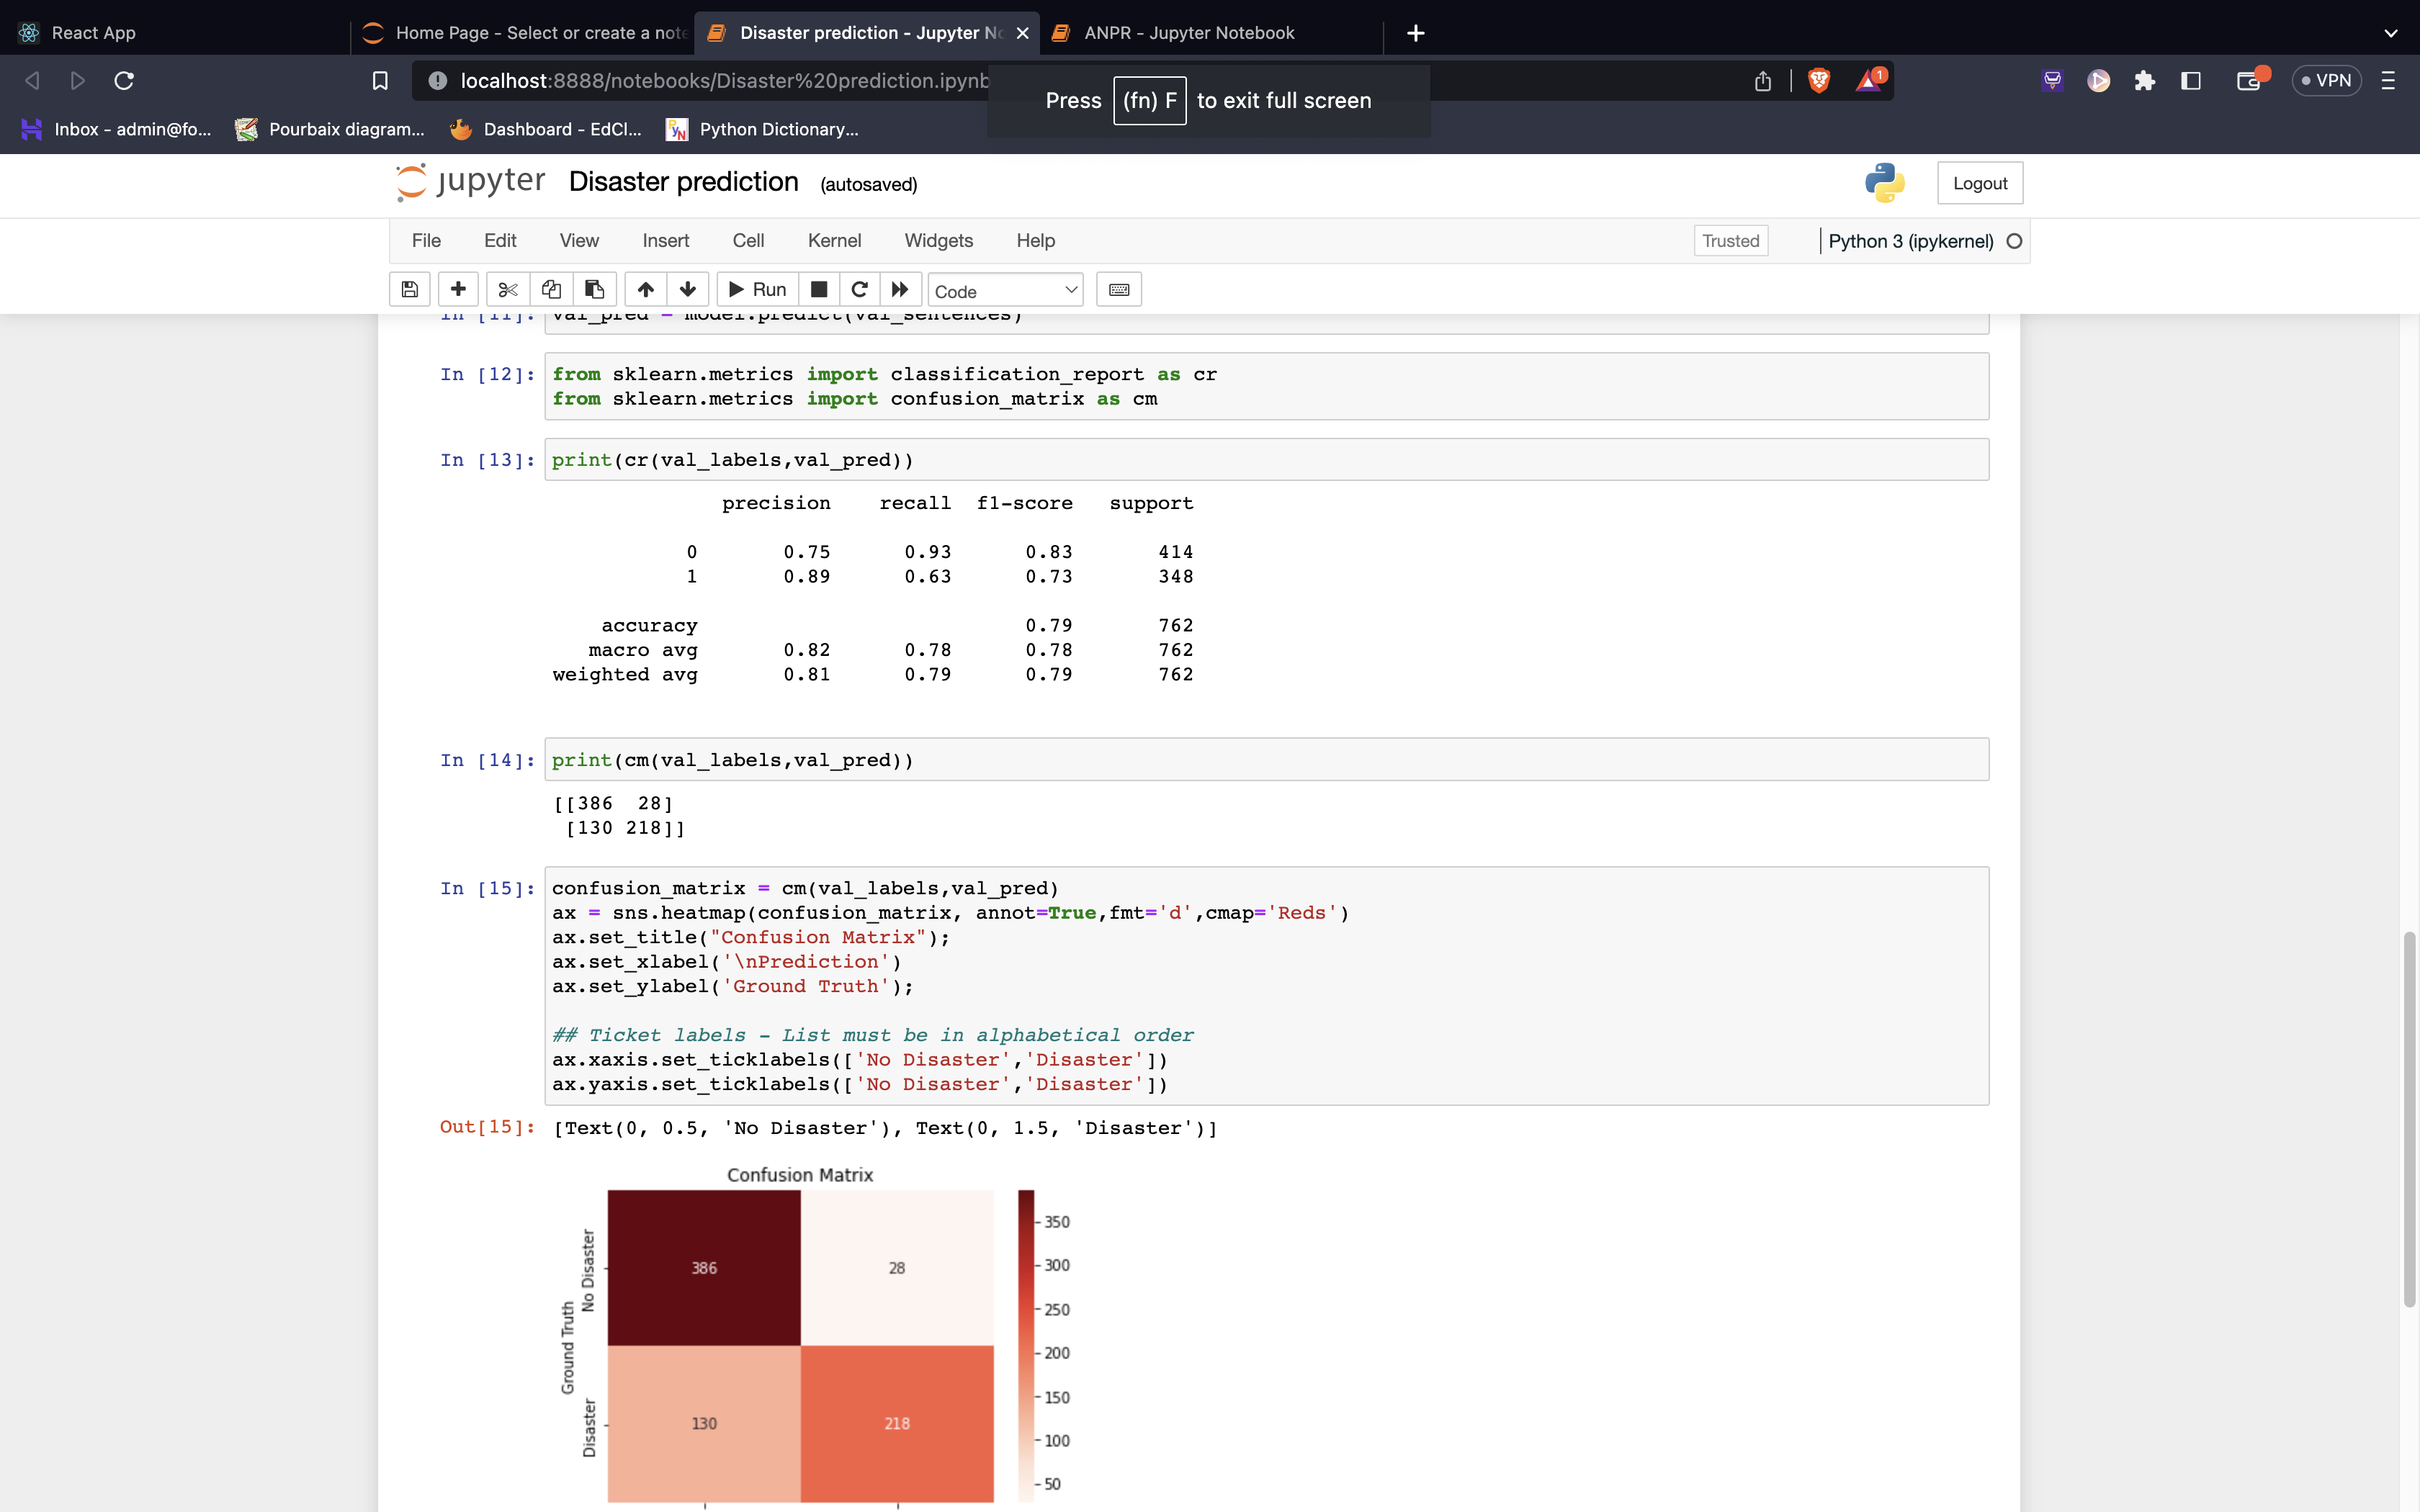 React App
Home Page - Select or create a note
Disaster prediction - Jupyter No
ANPR - Jupyter Notebook
localhost:8888/notebooks/Disaster%20prediction.ipynb
Press (fn) F to exit full screen
1
VPN
Inbox - admin@fo...
Pourbaix diagram...
Dashboard - EdCl...
Python Dictionary...
jupyter Disaster prediction (autosaved)
Logout
File Edit View Insert Cell Kernel Widgets Help
Trusted
Python 3 (ipykernel)
Run
Code
In [11]: val_pred = model.predict(val_sentences)
In [12]: from sklearn.metrics import classification_report as cr
from sklearn.metrics import confusion_matrix as cm
In [13]: print(cr(val_labels,val_pred))
precision recall f1-score support
0 0.75 0.93 0.83 414
1 0.89 0.63 0.73 348
accuracy 0.79 762
macro avg 0.82 0.78 0.78 762
weighted avg 0.81 0.79 0.79 762
In [14]: print(cm(val_labels,val_pred))
[[386 28]
[130 218]]
In [15]: confusion_matrix = cm(val_labels,val_pred)
ax = sns.heatmap(confusion_matrix, annot=True,fmt='d',cmap='Reds')
ax.set_title("Confusion Matrix");
ax.set_xlabel('\nPrediction')
ax.set_ylabel('Ground Truth');
## Ticket labels - List must be in alphabetical order
ax.xaxis.set_ticklabels(['No Disaster','Disaster'])
ax.yaxis.set_ticklabels(['No Disaster','Disaster'])
Out[15]: [Text(0, 0.5, 'No Disaster'), Text(0, 1.5, 'Disaster')]
Confusion Matrix
Ground Truth
No Disaster
Disaster
386
28
130
218
350
300
250
200
150
100
50